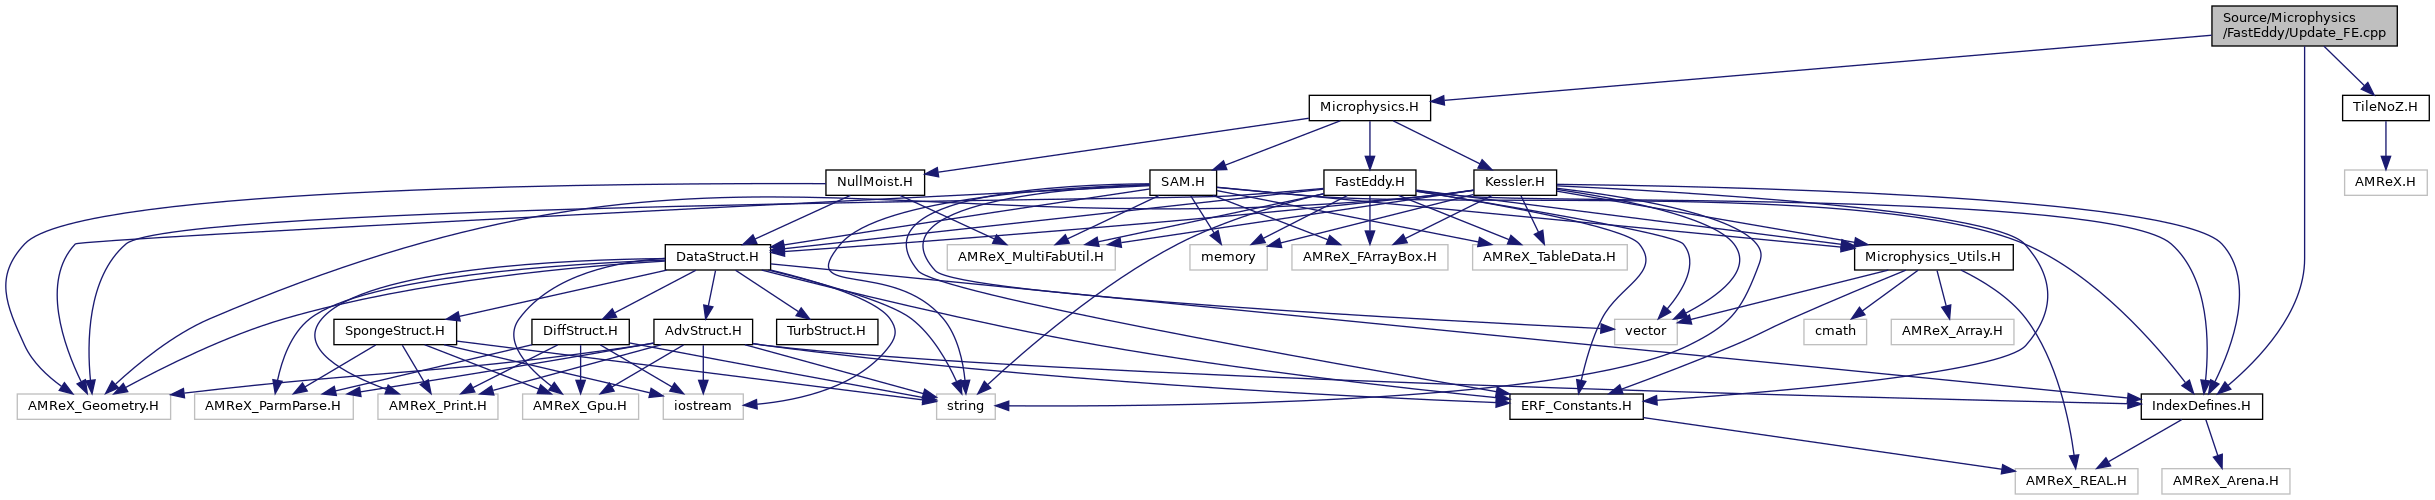 Source/Microphysics
/FastEddy/Update_FE.cpp
Microphysics.H
TileNoZ.H
NullMoist.H
SAM.H
FastEddy.H
Kessler.H
AMReX.H
DataStruct.H
AMReX_MultiFabUtil.H
memory
AMReX_FArrayBox.H
AMReX_TableData.H
Microphysics_Utils.H
SpongeStruct.H
DiffStruct.H
AdvStruct.H
TurbStruct.H
vector
cmath
AMReX_Array.H
AMReX_Geometry.H
AMReX_ParmParse.H
AMReX_Print.H
AMReX_Gpu.H
iostream
string
ERF_Constants.H
IndexDefines.H
AMReX_REAL.H
AMReX_Arena.H